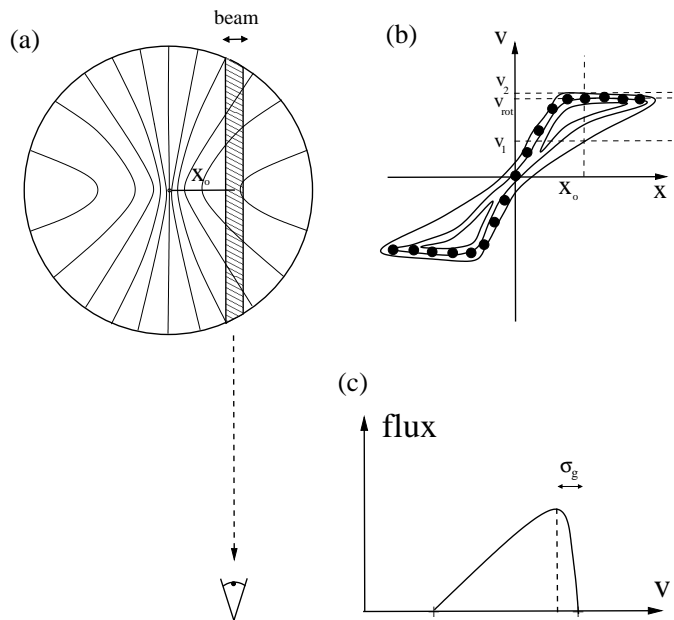 (a)
beam
x₀
(b)
v
v₂
v_rot
v₁
x₀
x
(c)
flux
σ_g
v